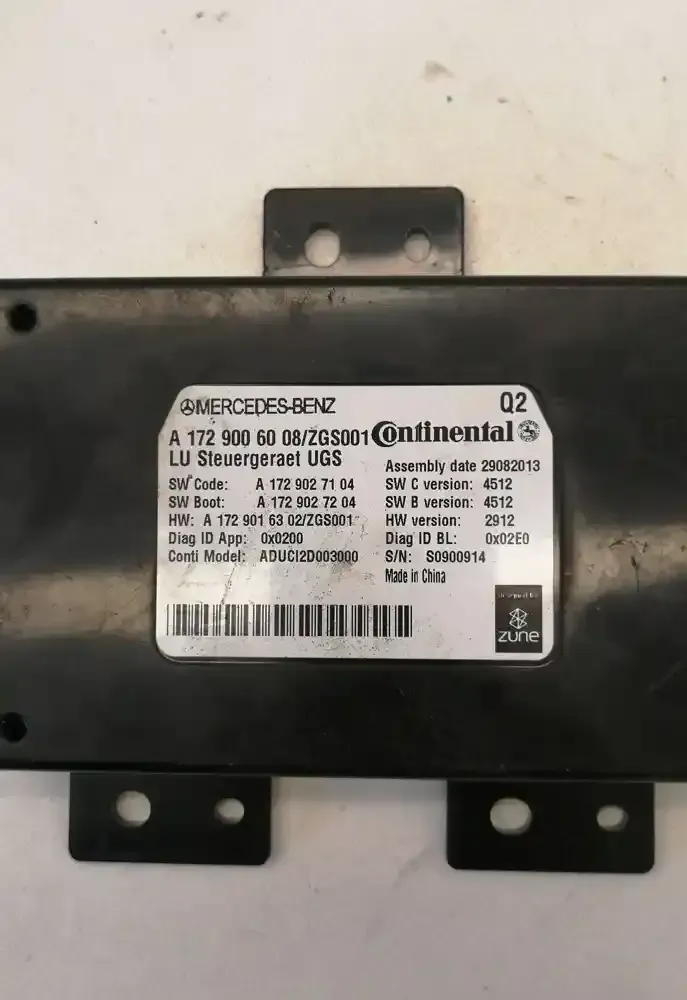 MERCEDES-BENZ
Q2
A 172 900 60 08/ZGS001
Continental
LU Steuergeraet UGS
Assembly date 29082013
SW Code: A 172 902 71 04
SW C version: 4512
SW Boot: A 172 902 72 04
SW B version: 4512
HW: A 172 901 63 02/ZGS001
HW version: 2912
Diag ID App: 0x0200
Diag ID BL: 0x02E0
Conti Model: ADUCI2D003000
S/N: S0900914
Made in China
designed by
zune